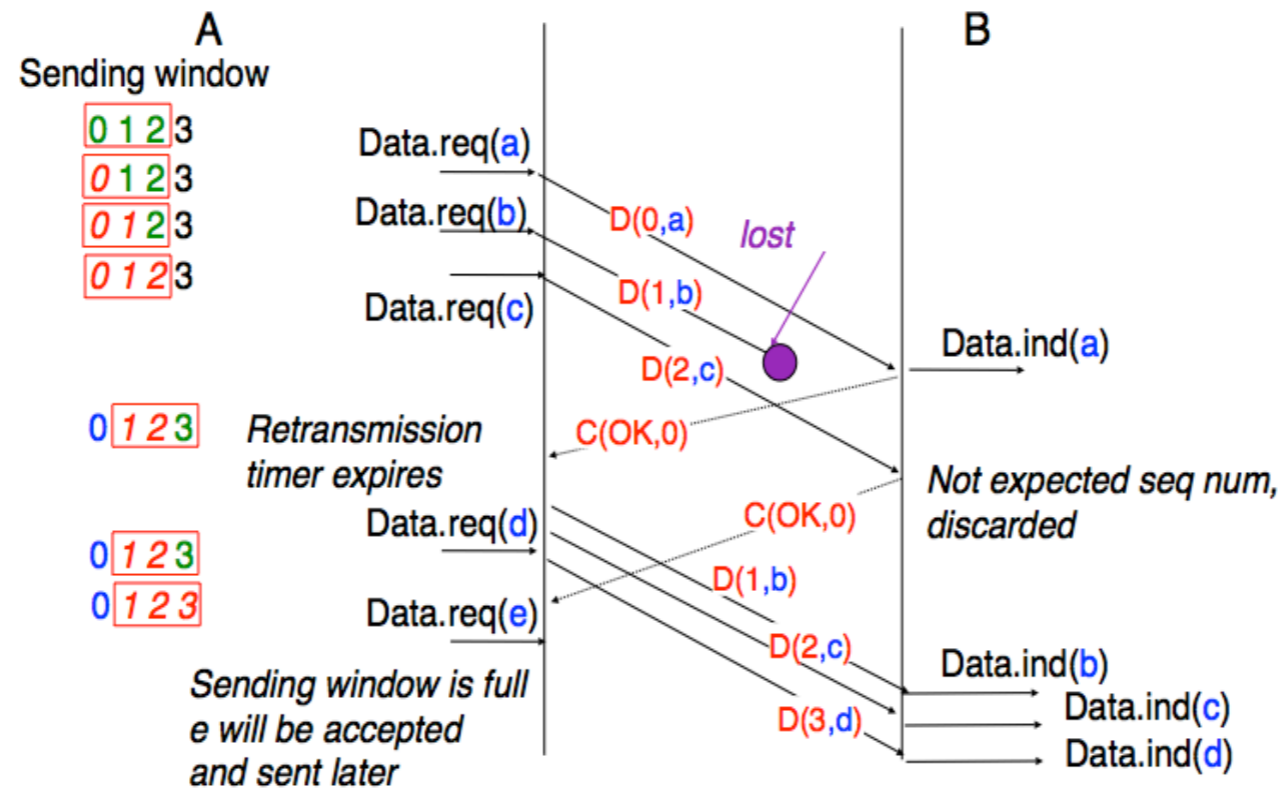 A
B
Sending window
0 1 2 3
Data.req(a)
0 1 2 3
Data.req(b)
D(0,a)
0 1 2 3
lost
0 1 2 3
D(1,b)
Data.req(c)
Data.ind(a)
D(2,c)
0 1 2 3
Retransmission
timer expires
C(OK,0)
Not expected seq num,
discarded
Data.req(d)
C(OK,0)
0 1 2 3
D(1,b)
0 1 2 3
Data.req(e)
D(2,c)
Data.ind(b)
Sending window is full
e will be accepted
and sent later
D(3,d)
Data.ind(c)
Data.ind(d)